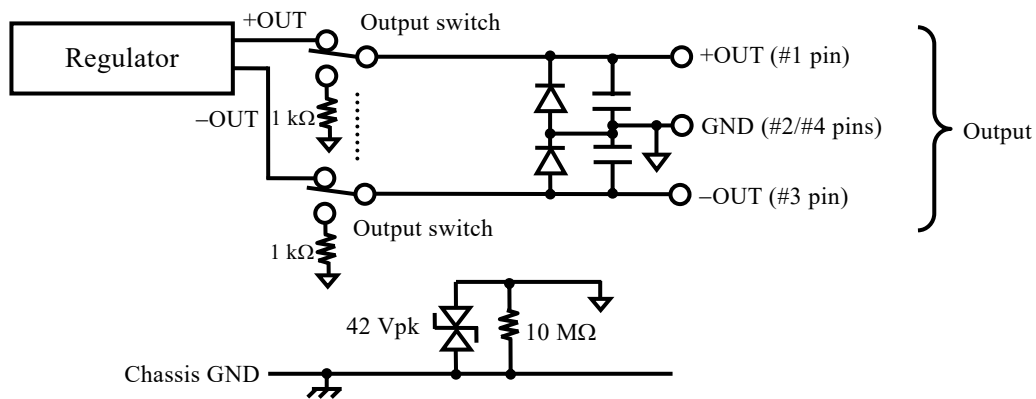 +OUT
Output switch
Regulator
+OUT (#1 pin)
–OUT
1 kΩ
GND (#2/#4 pins)
Output
–OUT (#3 pin)
Output switch
1 kΩ
42 Vpk
10 MΩ
Chassis GND